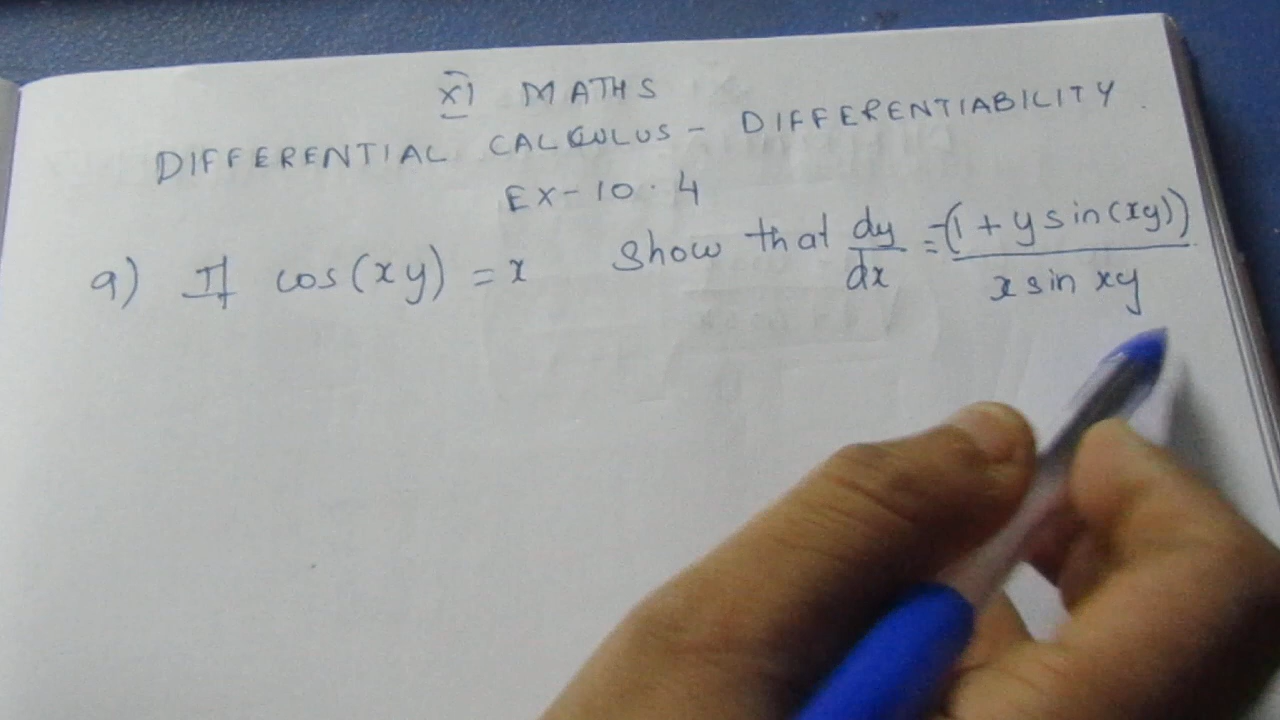 XI MATHS
DIFFERENTIAL CALCULUS - DIFFERENTIABILITY.
EX-10.4
9) If cos(xy) = x show that dy/dx = -(1 + y sin(xy))/x sin xy